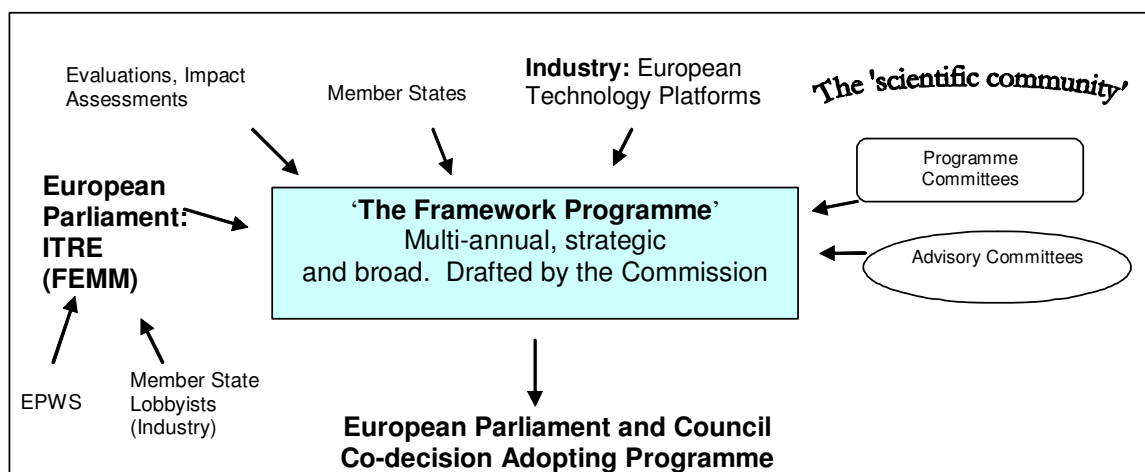 Evaluations, Impact
Assessments
Member States
Industry: European
Technology Platforms
The 'scientific community'
Programme
Committees
European
Parliament:
ITRE
(FEMM)
'The Framework Programme'
Multi-annual, strategic
and broad. Drafted by the Commission
Advisory Committees
EPWS
Member State
Lobbyists
(Industry)
European Parliament and Council
Co-decision Adopting Programme